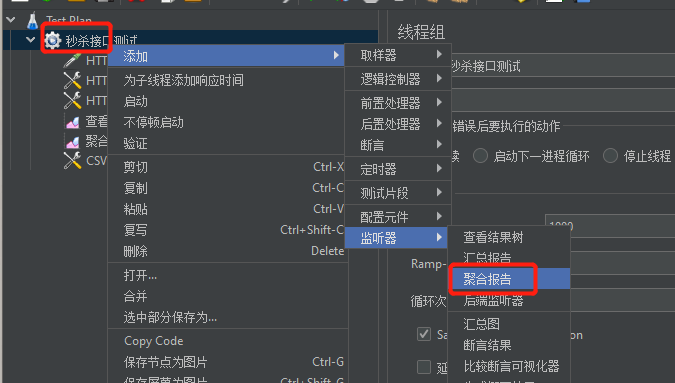 Test Plan
秒杀接口测试
HTT
HTT
HTT
查看
聚合
CSV
添加
为子线程添加响应时间
启动
不停顿启动
验证
剪切 Ctrl-X
复制 Ctrl-C
粘贴 Ctrl-V
复写 Ctrl+Shift-C
删除 Delete
打开...
合并
选中部分保存为...
Copy Code
保存节点为图片 Ctrl-G
保存屏幕为图片 Ctrl+Shift-G
取样器
逻辑控制器
前置处理器
后置处理器
断言
定时器
测试片段
配置元件
监听器
查看结果树
汇总报告
聚合报告
后端监听器
汇总图
断言结果
比较断言可视化器
线程组
秒杀接口测试
错误后要执行的动作
续 启动下一进程循环 停止线程
1000
Ramp-
循环次
Sa on
延